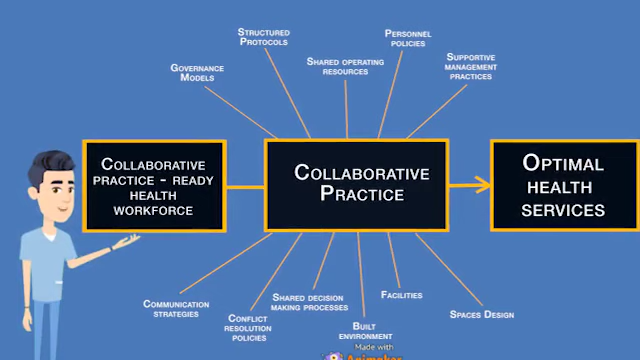 Structured
Protocols
Personnel
policies
Governance
Models
Shared operating
resources
Supportive
management
practices
Collaborative
practice - ready
health
workforce
Collaborative
Practice
Optimal
health
services
Communication
strategies
Conflict
resolution
policies
Shared decision
making processes
Built
environment
Facilities
Spaces Design
Made with
Animaker